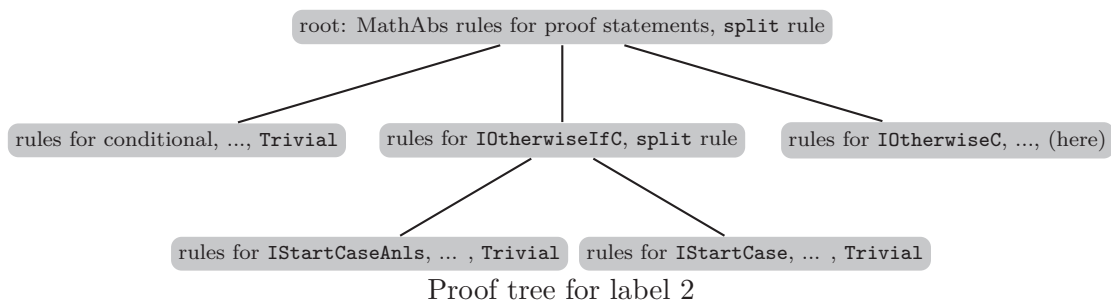 root: MathAbs rules for proof statements, split rule
rules for conditional, ..., Trivial
rules for IOtherwiseIfC, split rule
rules for IOtherwiseC, ..., (here)
rules for IStartCaseAnls, ... , Trivial
rules for IStartCase, ... , Trivial
Proof tree for label 2